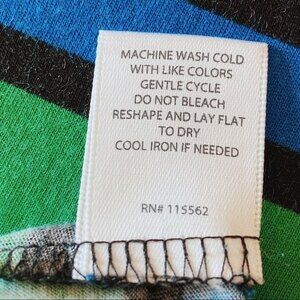 MACHINE WASH COLD
WITH LIKE COLORS
GENTLE CYCLE
DO NOT BLEACH
RESHAPE AND LAY FLAT
TO DRY
COOL IRON IF NEEDED
RN# 115562